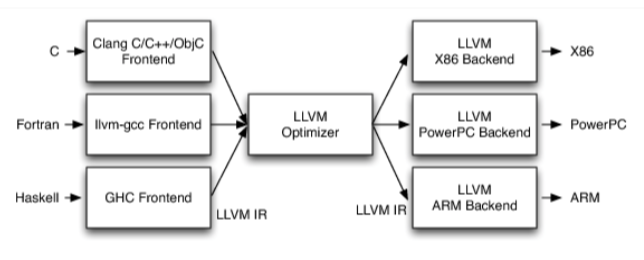 C
Clang C/C++/ObjC
Frontend
LLVM
X86 Backend
X86
Fortran
llvm-gcc Frontend
LLVM
Optimizer
LLVM
PowerPC Backend
PowerPC
Haskell
GHC Frontend
LLVM IR
LLVM IR
LLVM
ARM Backend
ARM